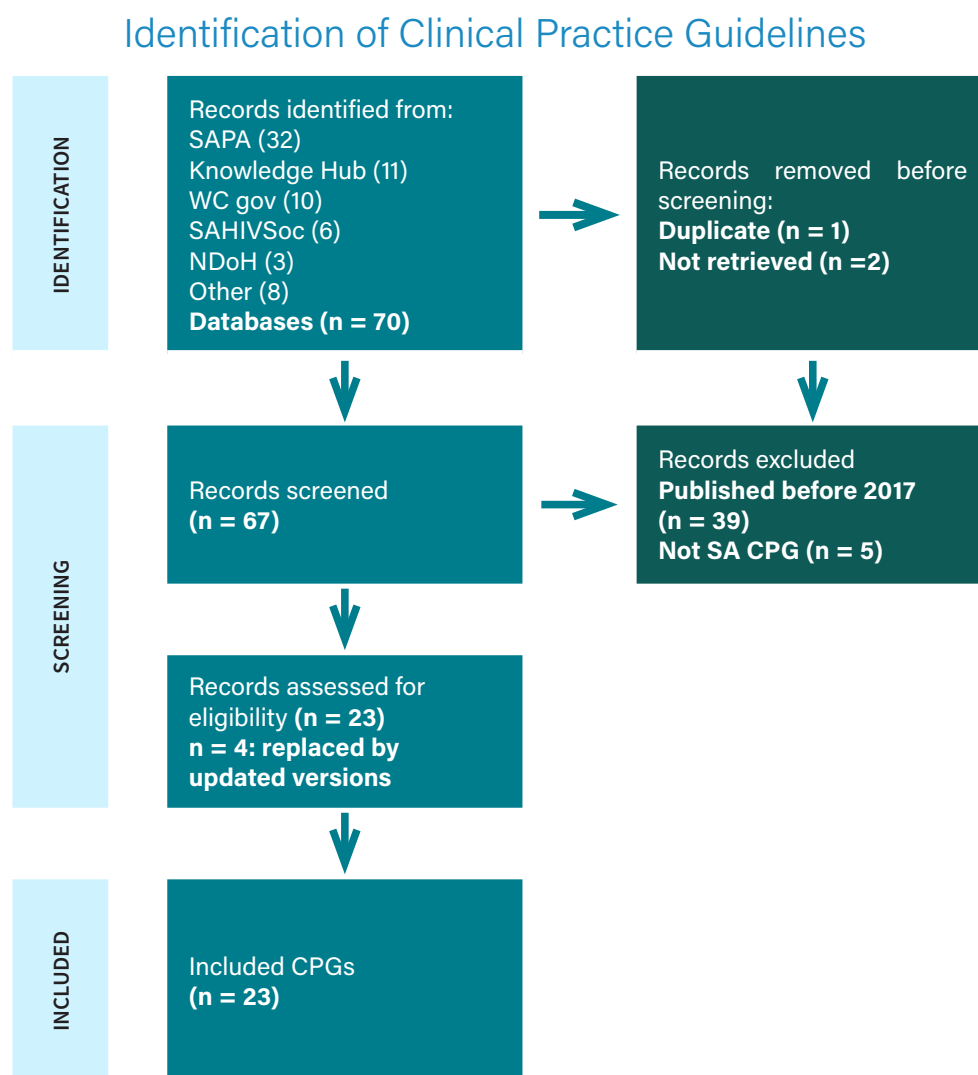 Identification of Clinical Practice Guidelines
IDENTIFICATION
Records identified from:
SAPA (32)
Knowledge Hub (11)
WC gov (10)
SAHIVSoc (6)
NDoH (3)
Other (8)
Databases (n = 70)
Records removed before
screening:
Duplicate (n = 1)
Not retrieved (n =2)
SCREENING
Records screened
(n = 67)
Records excluded
Published before 2017
(n = 39)
Not SA CPG (n = 5)
Records assessed for
eligibility (n = 23)
n = 4: replaced by
updated versions
INCLUDED
Included CPGs
(n = 23)